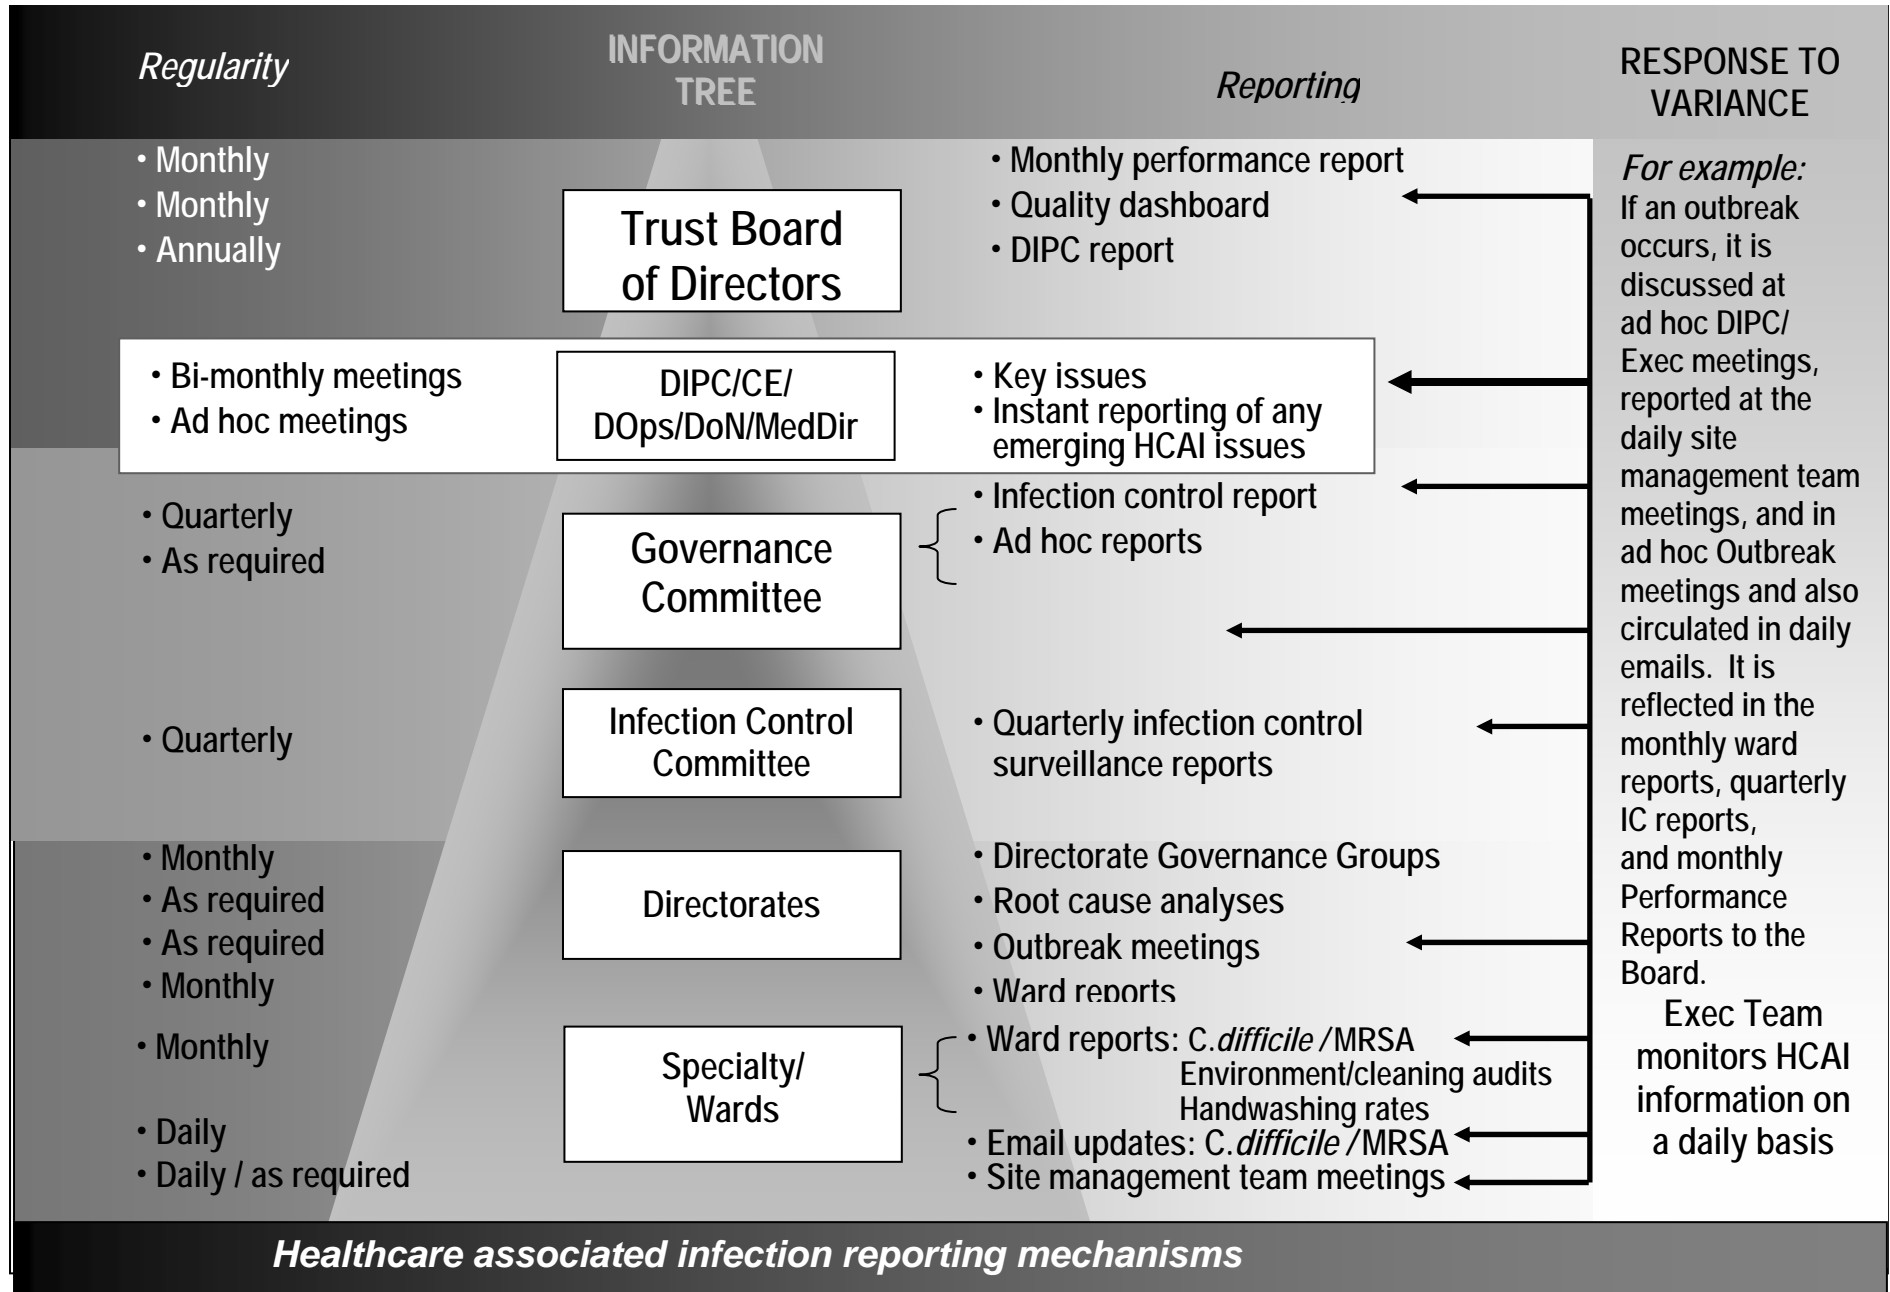 Regularity
INFORMATION
TREE
Reporting
RESPONSE TO
VARIANCE
• Monthly
• Monthly
• Annually
Trust Board
of Directors
• Monthly performance report
• Quality dashboard
• DIPC report
• Bi-monthly meetings
• Ad hoc meetings
DIPC/CE/
DOps/DoN/MedDir
• Key issues
• Instant reporting of any
emerging HCAI issues
• Quarterly
• As required
Governance
Committee
• Infection control report
• Ad hoc reports
• Quarterly
Infection Control
Committee
• Quarterly infection control
surveillance reports
• Monthly
• As required
• As required
• Monthly
Directorates
• Directorate Governance Groups
• Root cause analyses
• Outbreak meetings
• Ward reports
• Monthly
• Daily
• Daily / as required
Specialty/
Wards
• Ward reports: C.difficile /MRSA
Environment/cleaning audits
Handwashing rates
• Email updates: C.difficile /MRSA
• Site management team meetings
For example:
If an outbreak
occurs, it is
discussed at
ad hoc DIPC/
Exec meetings,
reported at the
daily site
management team
meetings, and in
ad hoc Outbreak
meetings and also
circulated in daily
emails. It is
reflected in the
monthly ward
reports, quarterly
IC reports,
and monthly
Performance
Reports to the
Board.
Exec Team
monitors HCAI
information on
a daily basis
Healthcare associated infection reporting mechanisms